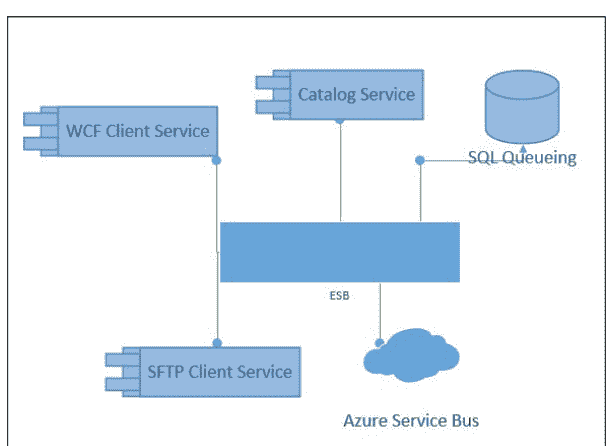 Catalog Service
WCF Client Service
SQL Queueing
ESB
SFTP Client Service
Azure Service Bus